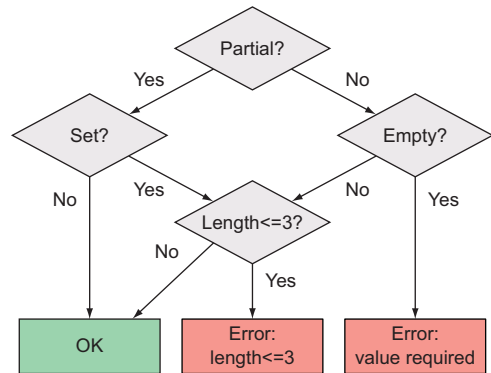 Partial?
Yes
No
Set?
Empty?
No
Yes
No
Yes
Length<=3?
No
Yes
OK
Error:
length<=3
Error:
value required